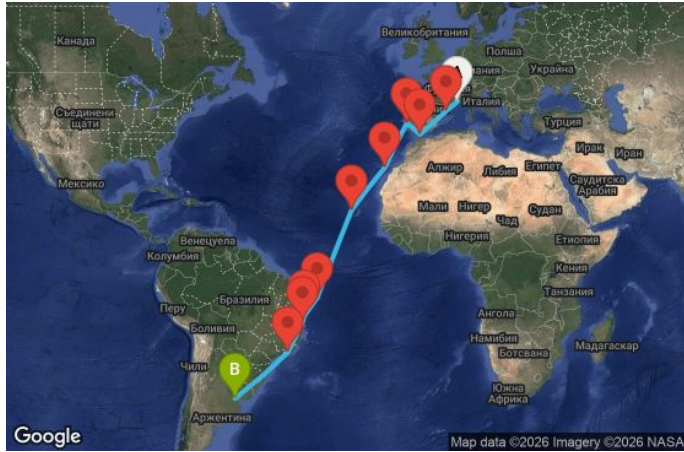 Канада
Великобритания
Полша
Украйна
A
Италия
Съединени
щати
Турция
Ирак
Иран
Алжир
Либия
Египет
Саудитска
Арабия
Мексико
Мали
Нигер
Судан
Чад
Венецуела
Нигерия
Етиопия
Колумбия
Кения
Бразилия
Танзания
Перу
Ангола
Боливия
Намибия
Мадагаскар
Ботсвана
Чили
B
Южна
Африка
Аржентина
Google
Map data ©2026 Imagery ©2026 NASA